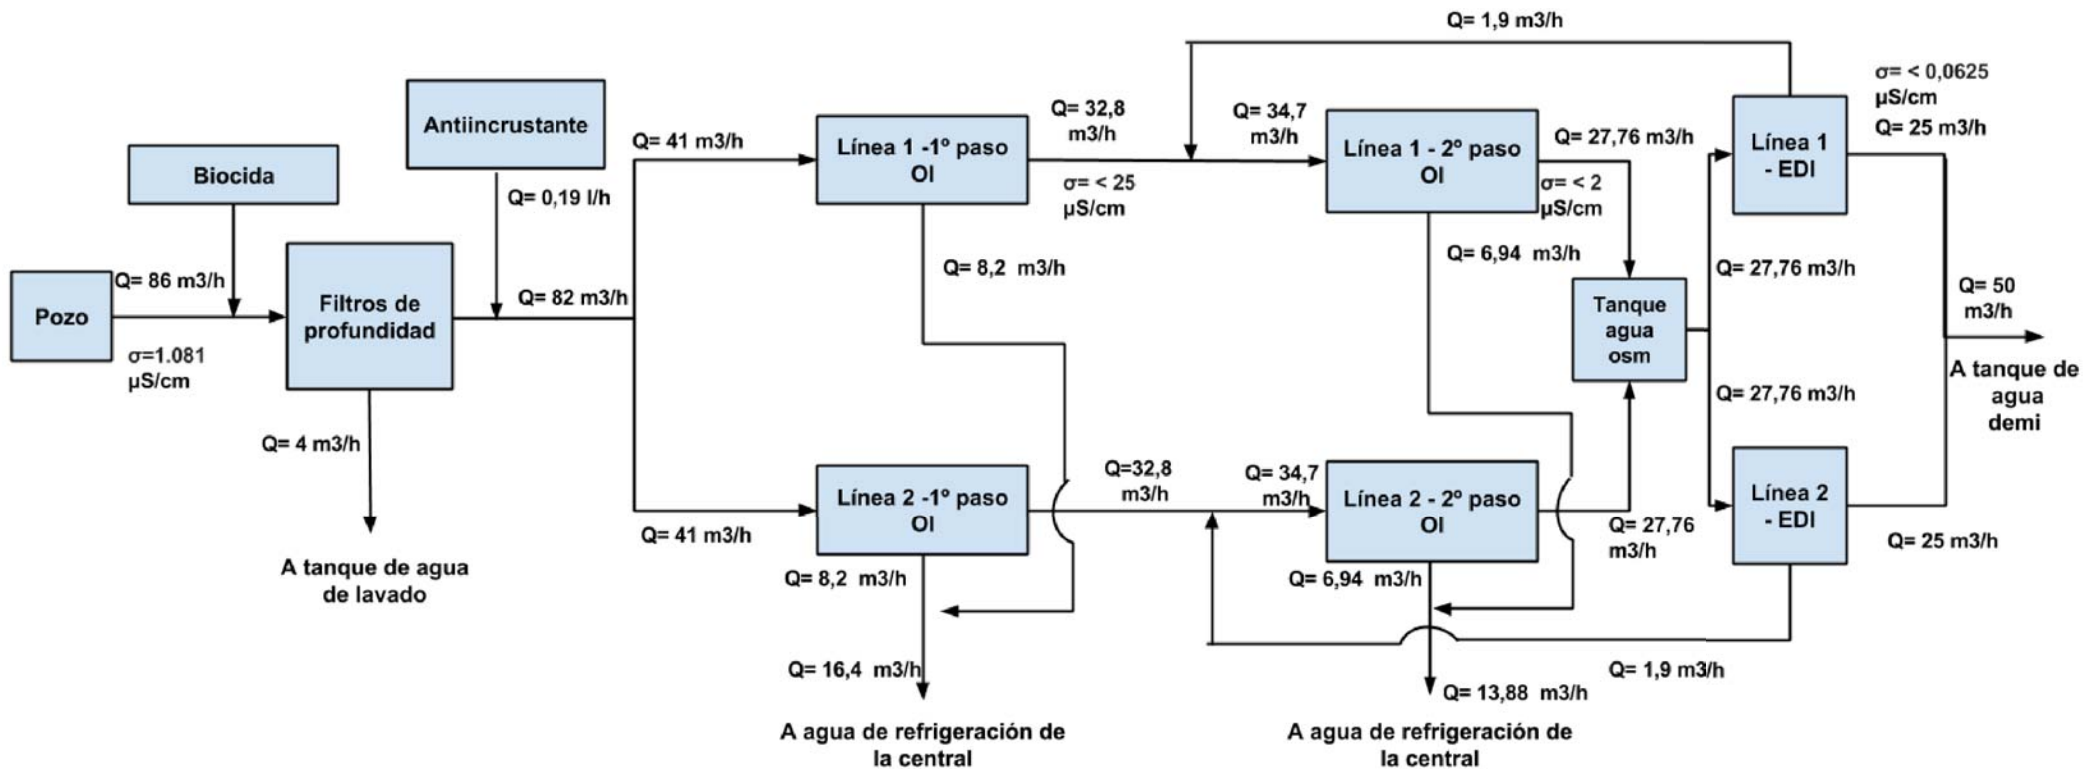 Q= 1,9 m3/h
σ= < 0,0625
µS/cm
Q= 25 m3/h
Antiincrustante
Q= 0,19 l/h
Biocida
Q= 41 m3/h
Línea 1 -1º paso
OI
Q= 32,8
m3/h
σ= < 25
µS/cm
Q= 34,7
m3/h
Línea 1 - 2º paso
OI
Q= 27,76 m3/h
σ= < 2
µS/cm
Línea 1
- EDI
Pozo
Q= 86 m3/h
σ=1.081
µS/cm
Filtros de
profundidad
Q= 82 m3/h
Q= 8,2 m3/h
Q= 6,94 m3/h
Tanque
agua
osm
Q= 27,76 m3/h
Q= 27,76 m3/h
Q= 50
m3/h
A tanque de
agua
demi
Q= 4 m3/h
A tanque de agua
de lavado
Q= 41 m3/h
Línea 2 -1º paso
OI
Q=32,8
m3/h
Q= 34,7
m3/h
Línea 2 - 2º paso
OI
Q= 27,76
m3/h
Línea 2
- EDI
Q= 25 m3/h
Q= 8,2 m3/h
Q= 6,94 m3/h
Q= 16,4 m3/h
Q= 13,88 m3/h
Q= 1,9 m3/h
A agua de refrigeración de
la central
A agua de refrigeración de
la central